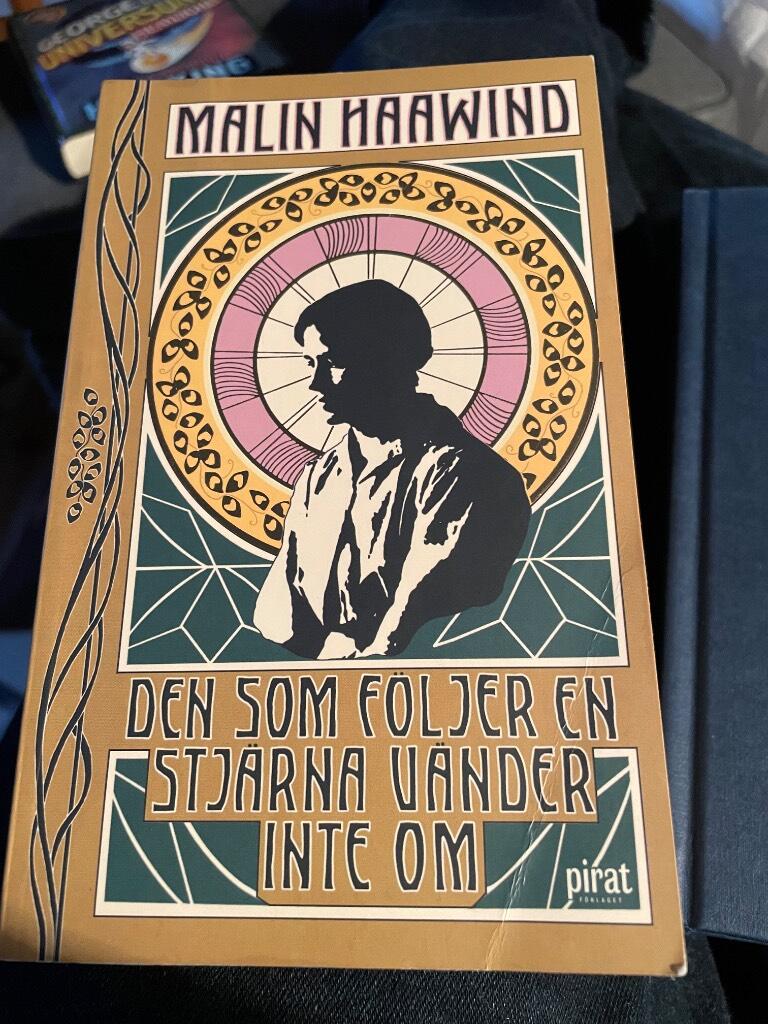 GEORGE
UNIVERSUM
MALIN HAAWIND
DEN SOM FÖLJER EN
STJÄRNA VÄNDER
INTE OM
pirat
FÖRLAGET